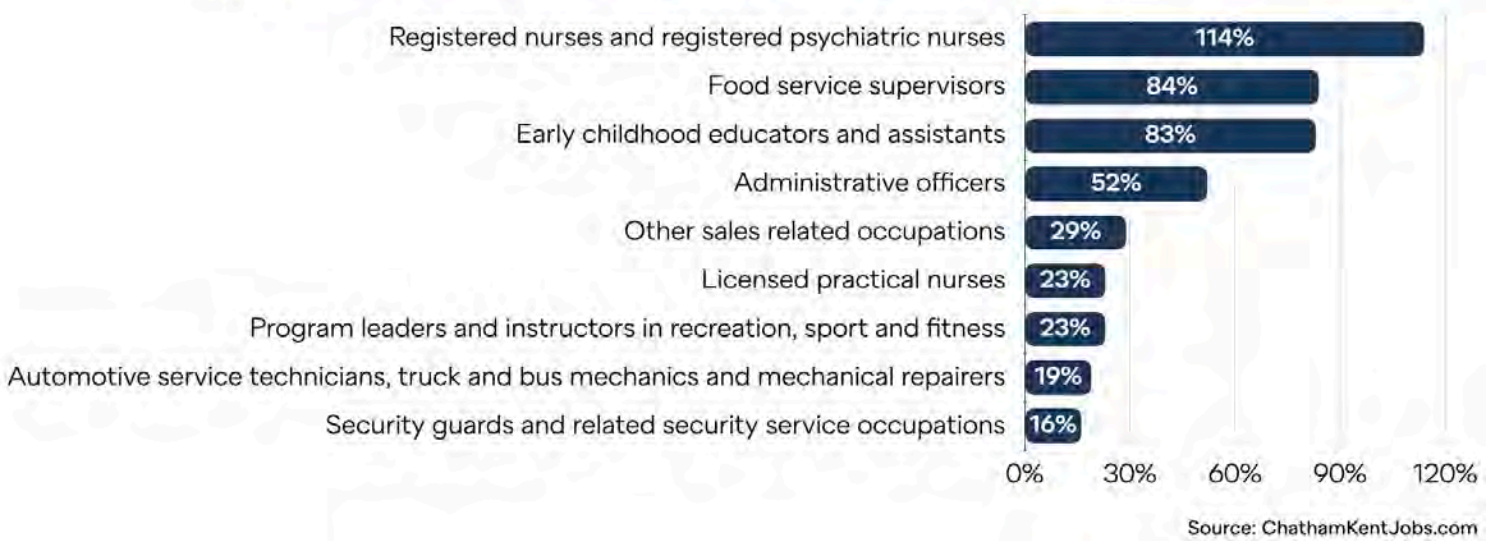 Registered nurses and registered psychiatric nurses 114%
Food service supervisors 84%
Early childhood educators and assistants 83%
Administrative officers 52%
Other sales related occupations 29%
Licensed practical nurses 23%
Program leaders and instructors in recreation, sport and fitness 23%
Automotive service technicians, truck and bus mechanics and mechanical repairers 19%
Security guards and related security service occupations 16%
0% 30% 60% 90% 120%
Source: ChathamKentJobs.com